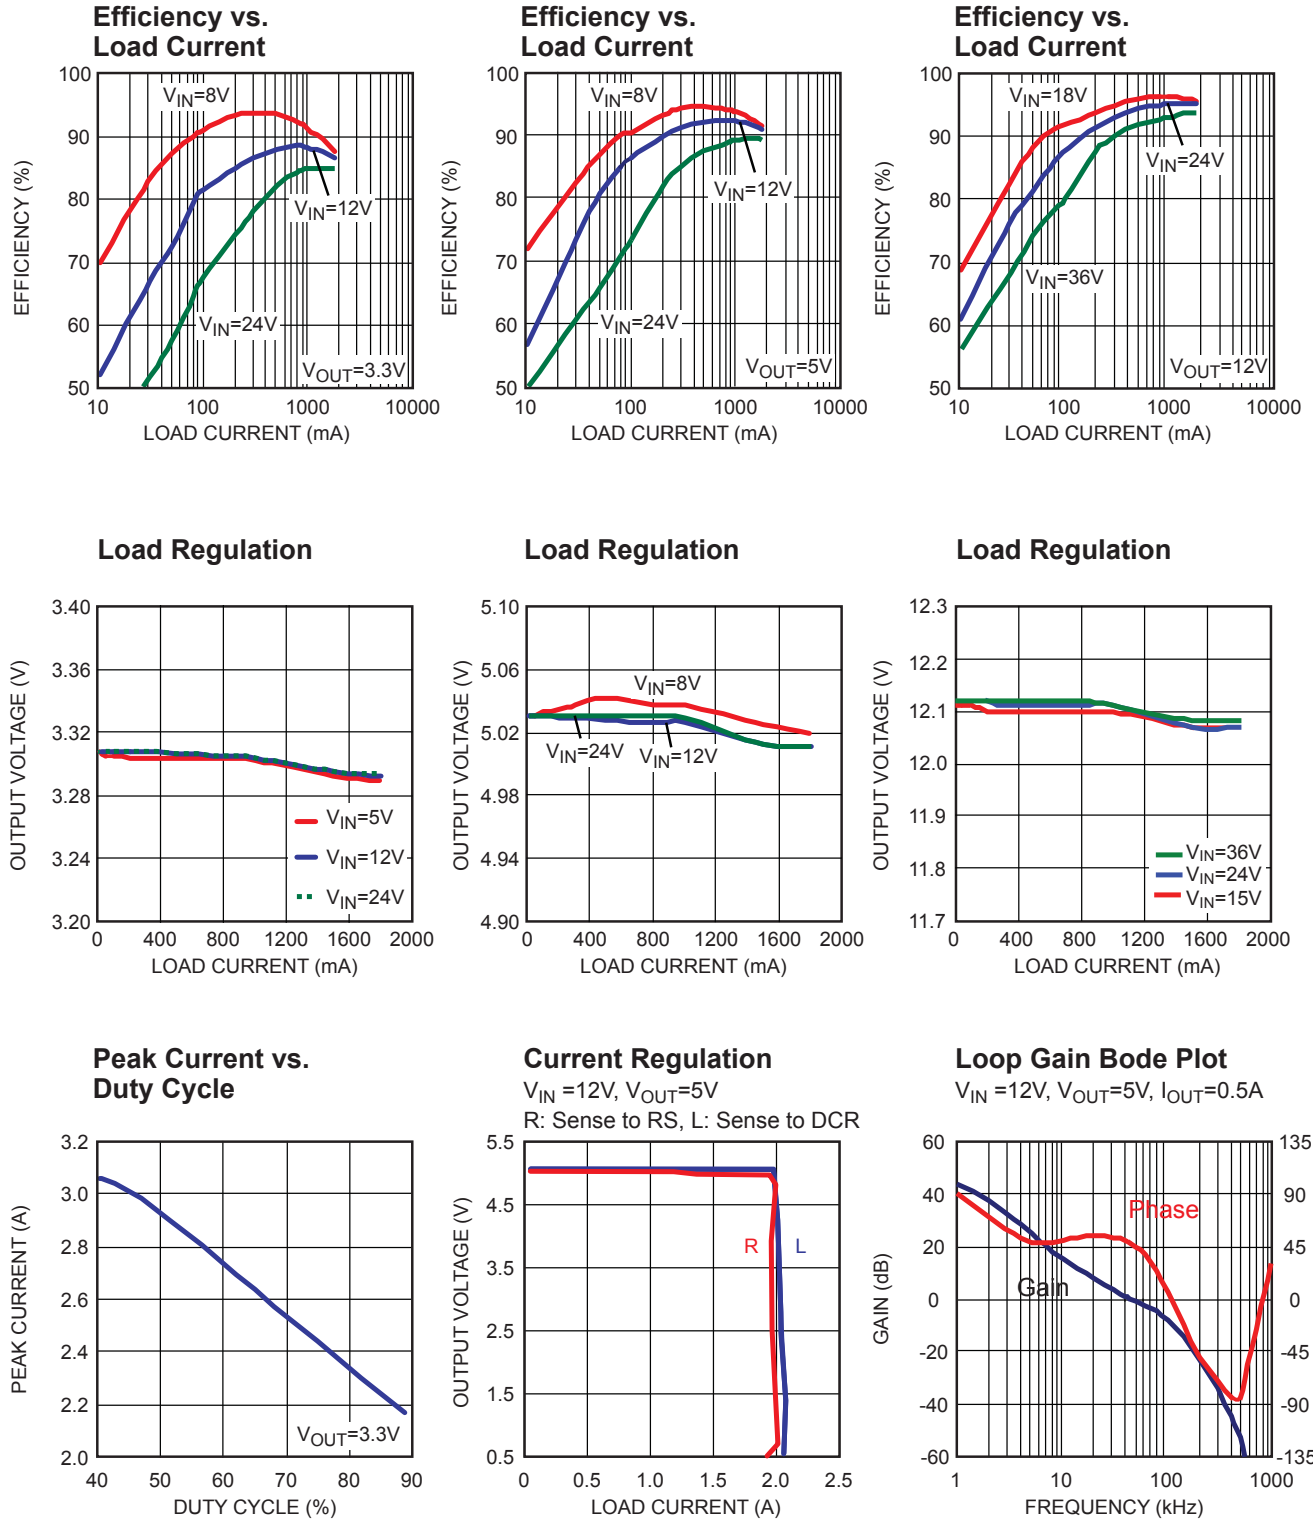 Efficiency vs.
Load Current
100
90
80
70
60
50
EFFICIENCY (%)
VIN=8V
VIN=12V
VIN=24V
VOUT=3.3V
10 100 1000 10000
LOAD CURRENT (mA)
Efficiency vs.
Load Current
100
90
80
70
60
50
EFFICIENCY (%)
VIN=8V
VIN=12V
VIN=24V
VOUT=5V
10 100 1000 10000
LOAD CURRENT (mA)
Efficiency vs.
Load Current
100
90
80
70
60
50
EFFICIENCY (%)
VIN=18V
VIN=24V
VIN=36V
VOUT=12V
10 100 1000 10000
LOAD CURRENT (mA)
Load Regulation
3.40
3.36
3.32
3.28
3.24
3.20
OUTPUT VOLTAGE (V)
VIN=5V
VIN=12V
VIN=24V
0 400 800 1200 1600 2000
LOAD CURRENT (mA)
Load Regulation
5.10
5.06
5.02
4.98
4.94
4.90
OUTPUT VOLTAGE (V)
VIN=8V
VIN=24V
VIN=12V
0 400 800 1200 1600 2000
LOAD CURRENT (mA)
Load Regulation
12.3
12.2
12.1
12.0
11.9
11.8
11.7
OUTPUT VOLTAGE (V)
VIN=36V
VIN=24V
VIN=15V
0 400 800 1200 1600 2000
LOAD CURRENT (mA)
Peak Current vs.
Duty Cycle
3.2
3.0
2.8
2.6
2.4
2.2
2.0
PEAK CURRENT (A)
VOUT=3.3V
40 50 60 70 80 90
DUTY CYCLE (%)
Current Regulation
VIN =12V, VOUT=5V
R: Sense to RS, L: Sense to DCR
5.5
4.5
3.5
2.5
1.5
0.5
OUTPUT VOLTAGE (V)
R
L
0 0.5 1.0 1.5 2.0 2.5
LOAD CURRENT (A)
Loop Gain Bode Plot
VIN =12V, VOUT=5V, IOUT=0.5A
60
40
20
0
-20
-40
-60
GAIN (dB)
Phase
Gain
135
90
45
0
-45
-90
-135
1 10 100 1000
FREQUENCY (kHz)